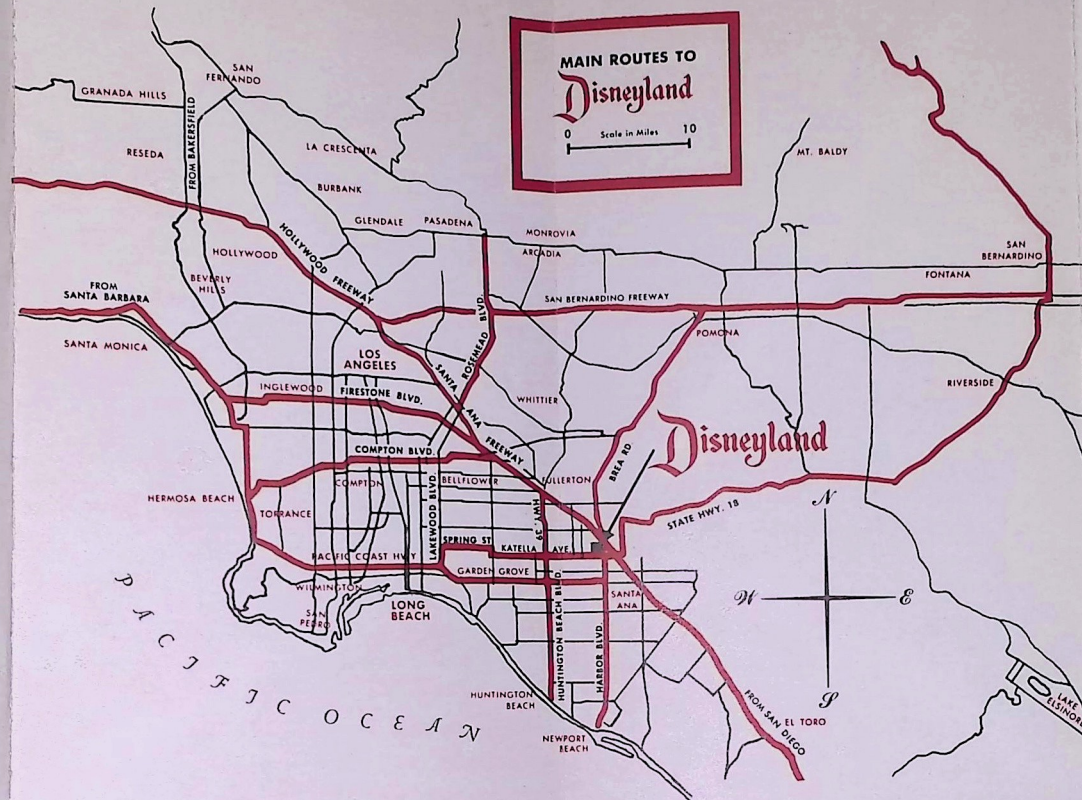 MAIN ROUTES TO
Disneyland
0 Scale in Miles 10
SAN
FERNANDO
GRANADA HILLS
FROM BAKERSFIELD
RESEDA
LA CRESCENTA
MT. BALDY
BURBANK
GLENDALE
PASADENA
MONROVIA
ARCADIA
HOLLYWOOD
HOLLYWOOD FREEWAY
SAN
BERNARDINO
FONTANA
BEVERLY
HILLS
FROM
SANTA BARBARA
SAN BERNARDINO FREEWAY
ROSEMEAD BLVD.
POMONA
SANTA MONICA
LOS
ANGELES
SANTA ANA FREEWAY
RIVERSIDE
INGLEWOOD
FIRESTONE BLVD.
WHITTIER
Disneyland
COMPTON BLVD.
BREA RD.
HERMOSA BEACH
COMPTON
LAKEWOOD BLVD
BELLFLOWER
FULLERTON
TORRANCE
HWY. 39
STATE HWY. 18
N
SPRING ST
KATELLA AVE.
PACIFIC COAST HWY
GARDEN GROVE
WILMINGTON
SANTA
ANA
W
E
SAN
PEDRO
LONG
BEACH
HUNTINGTON BEACH BLVD.
HARBOR BLVD.
PACIFIC OCEAN
S
HUNTINGTON
BEACH
FROM SAN DIEGO
EL TORO
LAKE
ELSINORE
NEWPORT
BEACH